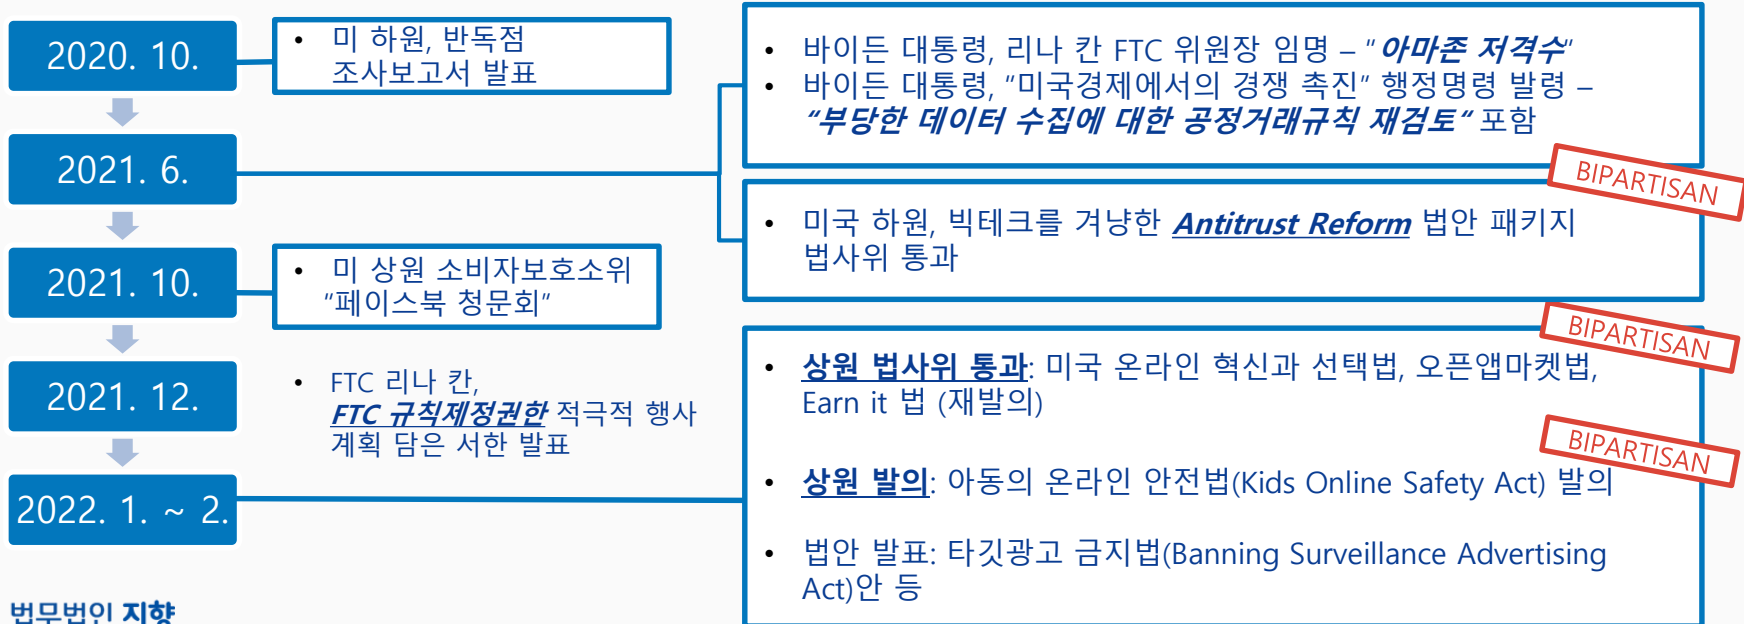 2020. 10.
• 미 하원, 반독점
조사보고서 발표
• 바이든 대통령, 리나 칸 FTC 위원장 임명 – "아마존 저격수"
• 바이든 대통령, "미국경제에서의 경쟁 촉진" 행정명령 발령 –
"부당한 데이터 수집에 대한 공정거래규칙 재검토" 포함
2021. 6.
BIPARTISAN
• 미국 하원, 빅테크를 겨냥한 Antitrust Reform 법안 패키지
법사위 통과
2021. 10.
• 미 상원 소비자보호소위
"페이스북 청문회"
BIPARTISAN
2021. 12.
• FTC 리나 칸,
FTC 규칙제정권한 적극적 행사
계획 담은 서한 발표
• 상원 법사위 통과: 미국 온라인 혁신과 선택법, 오픈앱마켓법,
Earn it 법 (재발의)
BIPARTISAN
• 상원 발의: 아동의 온라인 안전법(Kids Online Safety Act) 발의
2022. 1. ~ 2.
• 법안 발표: 타깃광고 금지법(Banning Surveillance Advertising
Act)안 등
법무법인 지향